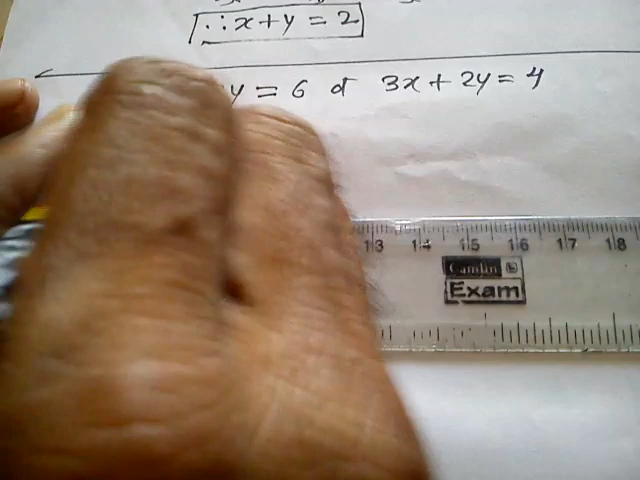 ∴ x + y = 2
y = 6 & 3x + 2y = 4
13 14 15 16 17 18
Camlin
Exam